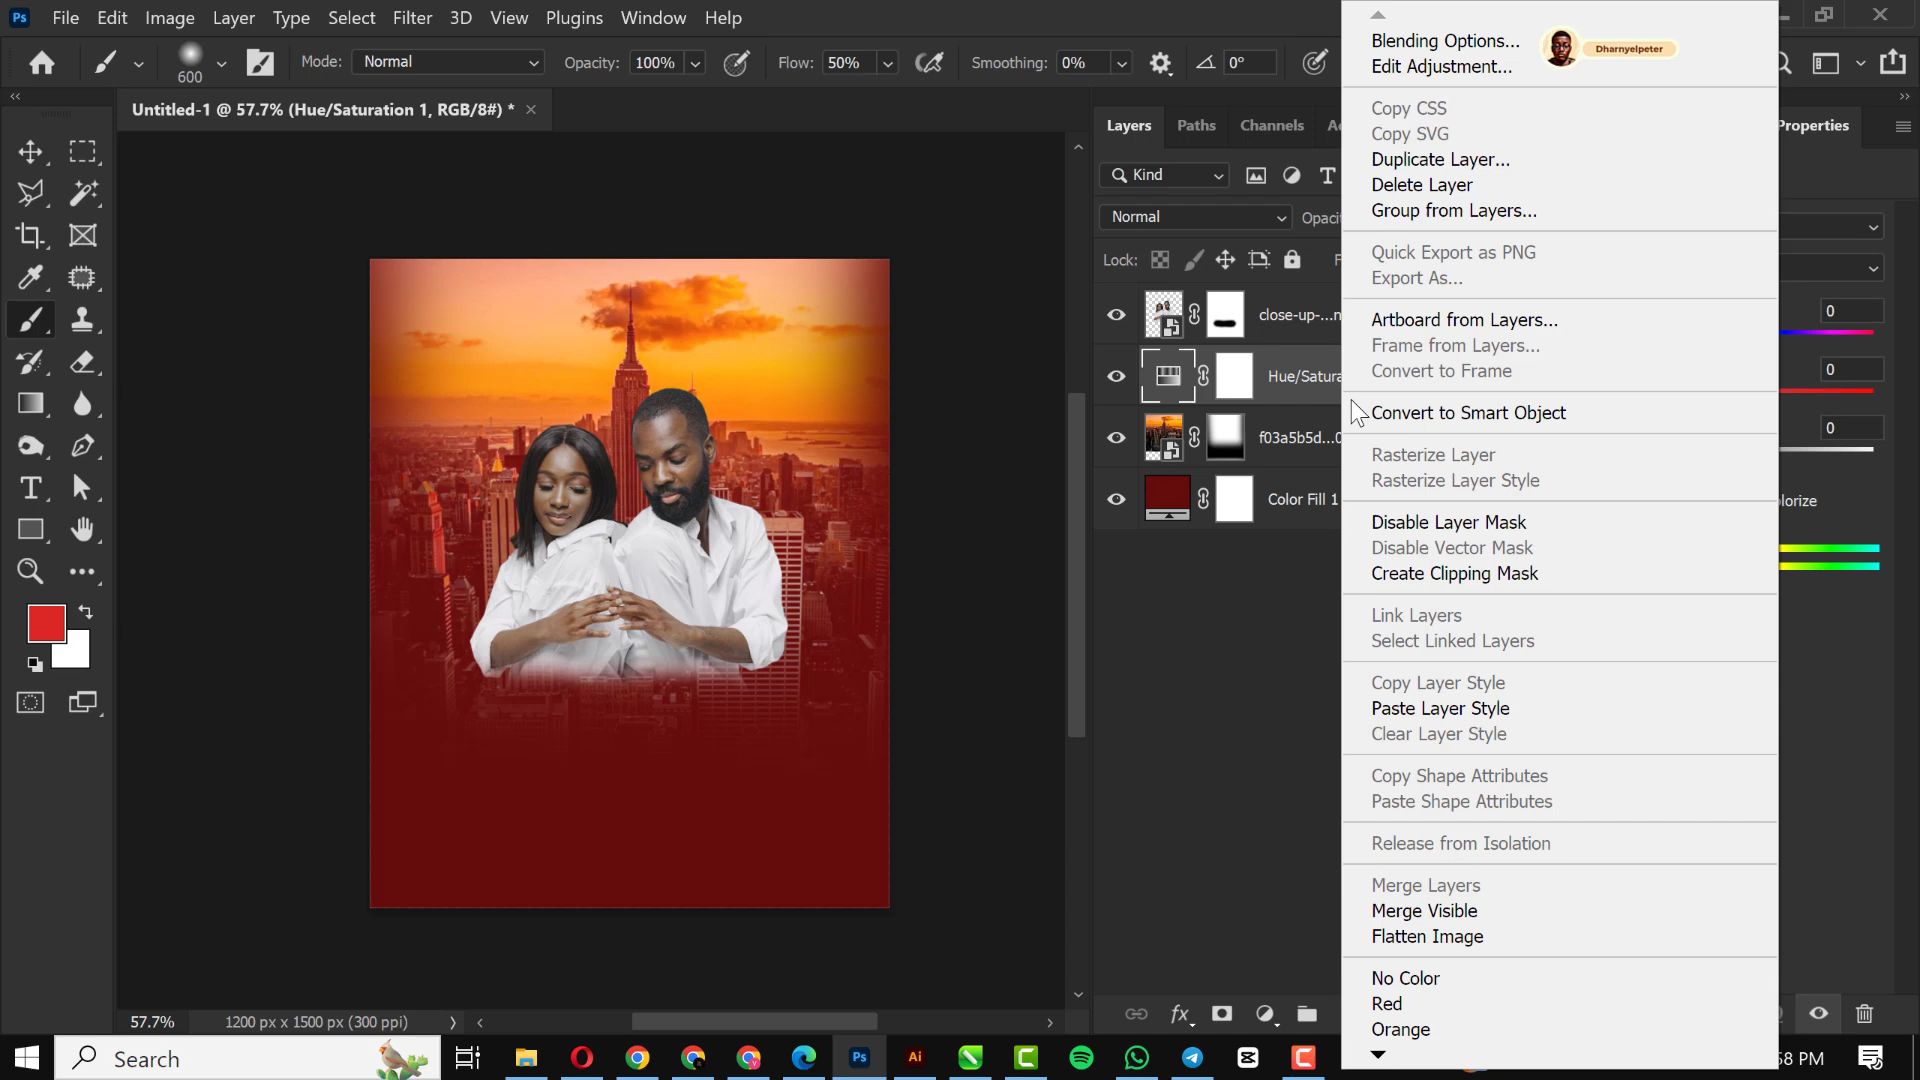 Ps File Edit Image Layer Type Select Filter 3D View Plugins Window Help
600 Mode: Normal Opacity: 100% Flow: 50% Smoothing: 0% 0°
Untitled-1 @ 57.7% (Hue/Saturation 1, RGB/8#) *
Layers Paths Channels
Kind
Normal Opaci
Lock:
close-up-...n
Hue/Satura
f03a5b5d...0
Color Fill 1
Blending Options...
Dharnyelpeter
Edit Adjustment...
Copy CSS
Copy SVG
Duplicate Layer...
Delete Layer
Group from Layers...
Quick Export as PNG
Export As...
Artboard from Layers...
Frame from Layers...
Convert to Frame
Convert to Smart Object
Rasterize Layer
Rasterize Layer Style
Disable Layer Mask
Disable Vector Mask
Create Clipping Mask
Link Layers
Select Linked Layers
Copy Layer Style
Paste Layer Style
Clear Layer Style
Copy Shape Attributes
Paste Shape Attributes
Release from Isolation
Merge Layers
Merge Visible
Flatten Image
No Color
Red
Orange
Properties
0
0
0
olorize
fx
57.7% 1200 px x 1500 px (300 ppi)
Search
Ps
Ai
58 PM